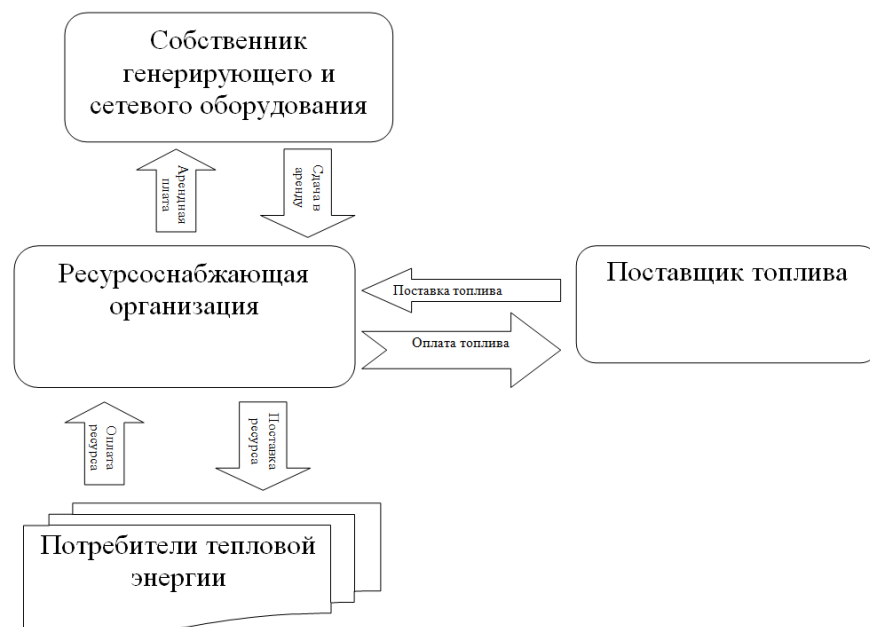 Собственник
генерирующего и
сетевого оборудования
Арендная
плата
Сдача в
аренду
Ресурсоснабжающая
организация
Поставщик топлива
Поставка топлива
Оплата топлива
Оплата
ресурса
Поставка
ресурса
Потребители тепловой
энергии